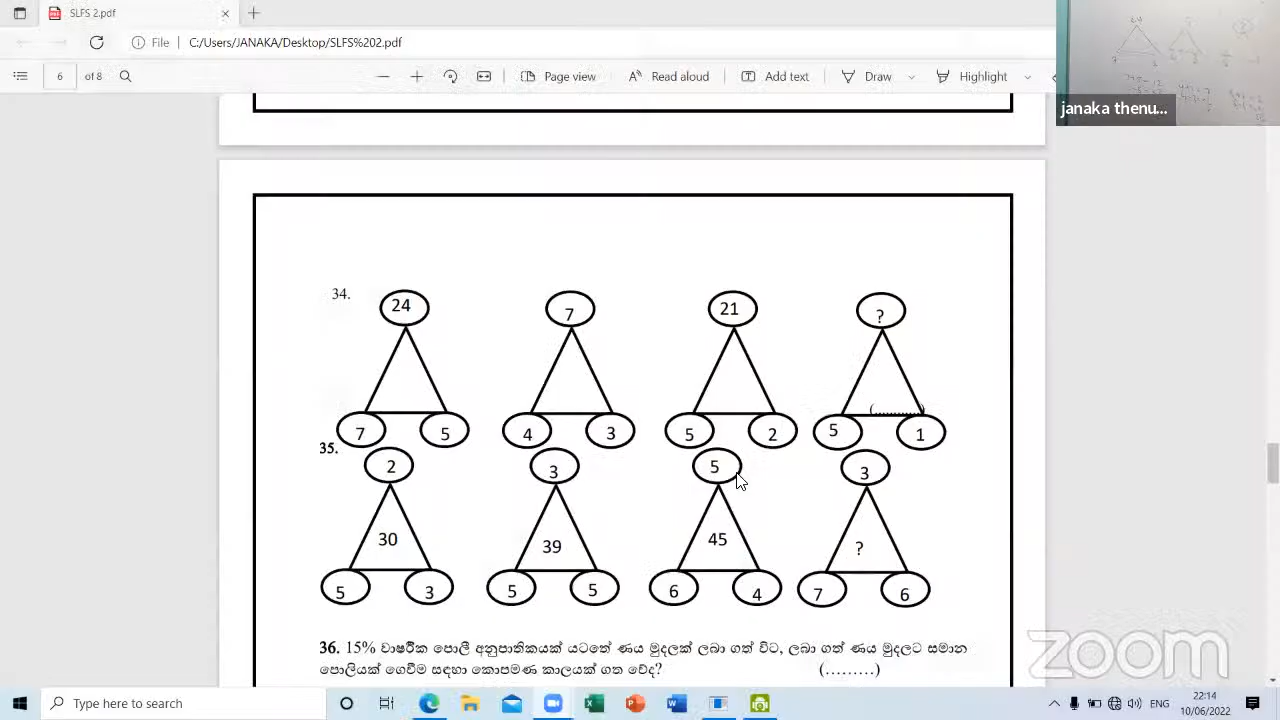 SLFS 2.pdf
File C:/Users/JANAKA/Desktop/SLFS%202.pdf
6 of 8 Page view Read aloud Add text Draw Highlight
janaka thenu...
34.
24 7 21 ?
(...........)
7 5 4 3 5 2 5 1
35.
2 3 5 3
30 39 45 ?
5 3 5 5 6 4 7 6
36. 15% වාර්ෂික පොලී අනුපාතිකයක් යටතේ ණය මුදලක් ලබා ගත් විට, ලබා ගත් ණය මුදලට සමාන
පොලියක් ගෙවීම සඳහා කොපමණ කාලයක් ගත වේද? (.........)
zoom
Type here to search
ENG
22:14
10/06/2022